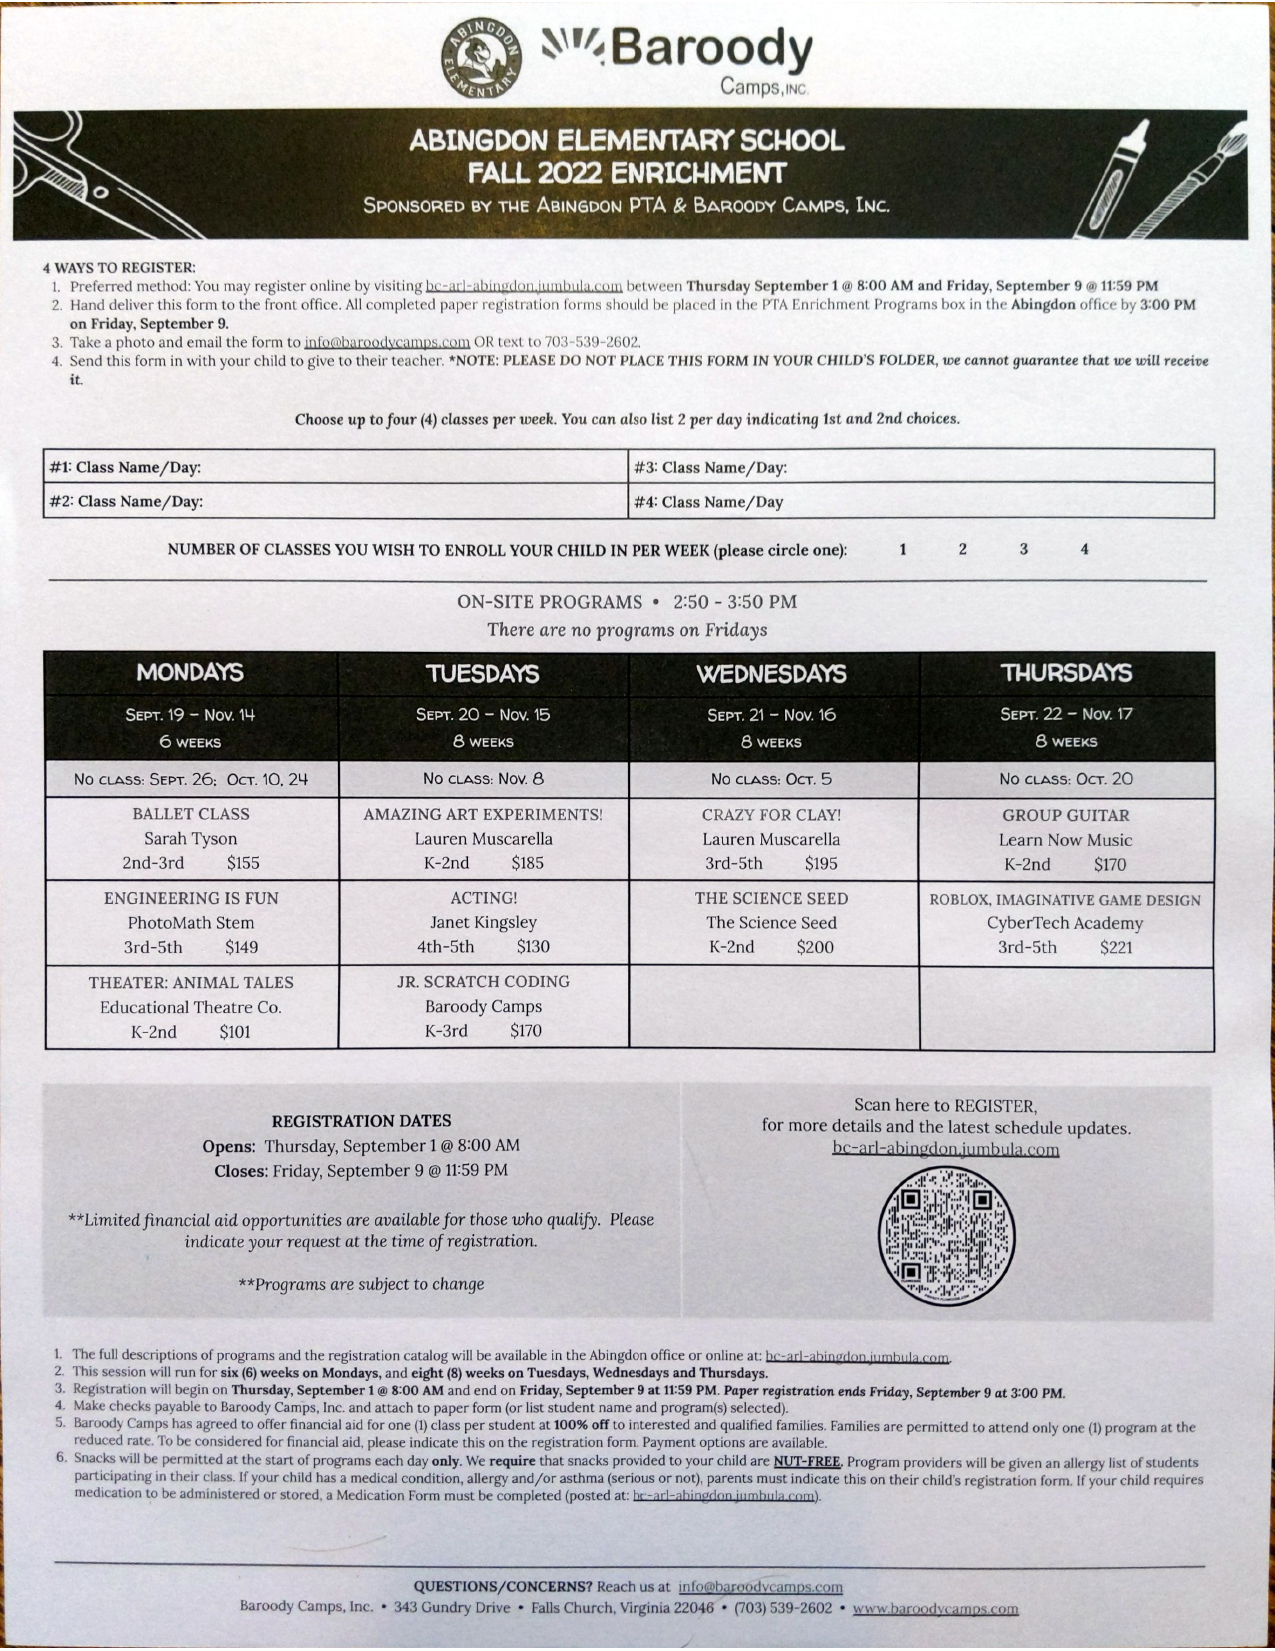 ABINGDON ELEMENTARY
Baroody
Camps, INC.
ABINGDON ELEMENTARY SCHOOL
FALL 2022 ENRICHMENT
SPONSORED BY THE ABINGDON PTA & BAROODY CAMPS, INC.
4 WAYS TO REGISTER:
1. Preferred method: You may register online by visiting bc-arl-abingdon.jumbula.com between Thursday September 1 @ 8:00 AM and Friday, September 9 @ 11:59 PM
2. Hand deliver this form to the front office. All completed paper registration forms should be placed in the PTA Enrichment Programs box in the Abingdon office by 3:00 PM
on Friday, September 9.
3. Take a photo and email the form to info@baroodycamps.com OR text to 703-539-2602.
4. Send this form in with your child to give to their teacher. *NOTE: PLEASE DO NOT PLACE THIS FORM IN YOUR CHILD'S FOLDER, we cannot guarantee that we will receive
it.
Choose up to four (4) classes per week. You can also list 2 per day indicating 1st and 2nd choices.
#1: Class Name/Day:
#3: Class Name/Day:
#2: Class Name/Day:
#4: Class Name/Day
NUMBER OF CLASSES YOU WISH TO ENROLL YOUR CHILD IN PER WEEK (please circle one): 1 2 3 4
ON-SITE PROGRAMS • 2:50 - 3:50 PM
There are no programs on Fridays
MONDAYS
SEPT. 19 – NOV. 14
6 WEEKS
NO CLASS: SEPT. 26; OCT. 10, 24
BALLET CLASS
Sarah Tyson
2nd-3rd $155
ENGINEERING IS FUN
PhotoMath Stem
3rd-5th $149
THEATER: ANIMAL TALES
Educational Theatre Co.
K-2nd $101
TUESDAYS
SEPT. 20 – NOV. 15
8 WEEKS
NO CLASS: NOV. 8
AMAZING ART EXPERIMENTS!
Lauren Muscarella
K-2nd $185
ACTING!
Janet Kingsley
4th-5th $130
JR. SCRATCH CODING
Baroody Camps
K-3rd $170
WEDNESDAYS
SEPT. 21 – NOV. 16
8 WEEKS
NO CLASS: OCT. 5
CRAZY FOR CLAY!
Lauren Muscarella
3rd-5th $195
THE SCIENCE SEED
The Science Seed
K-2nd $200
THURSDAYS
SEPT. 22 – NOV. 17
8 WEEKS
NO CLASS: OCT. 20
GROUP GUITAR
Learn Now Music
K-2nd $170
ROBLOX, IMAGINATIVE GAME DESIGN
CyberTech Academy
3rd-5th $221
REGISTRATION DATES
Opens: Thursday, September 1 @ 8:00 AM
Closes: Friday, September 9 @ 11:59 PM
**Limited financial aid opportunities are available for those who qualify. Please
indicate your request at the time of registration.
**Programs are subject to change
Scan here to REGISTER,
for more details and the latest schedule updates.
bc-arl-abingdon.jumbula.com
1. The full descriptions of programs and the registration catalog will be available in the Abingdon office or online at: bc-arl-abingdon.jumbula.com.
2. This session will run for six (6) weeks on Mondays, and eight (8) weeks on Tuesdays, Wednesdays and Thursdays.
3. Registration will begin on Thursday, September 1 @ 8:00 AM and end on Friday, September 9 at 11:59 PM. Paper registration ends Friday, September 9 at 3:00 PM.
4. Make checks payable to Baroody Camps, Inc. and attach to paper form (or list student name and program(s) selected).
5. Baroody Camps has agreed to offer financial aid for one (1) class per student at 100% off to interested and qualified families. Families are permitted to attend only one (1) program at the
reduced rate. To be considered for financial aid, please indicate this on the registration form. Payment options are available.
6. Snacks will be permitted at the start of programs each day only. We require that snacks provided to your child are NUT-FREE. Program providers will be given an allergy list of students
participating in their class. If your child has a medical condition, allergy and/or asthma (serious or not), parents must indicate this on their child's registration form. If your child requires
medication to be administered or stored, a Medication Form must be completed (posted at: bc-arl-abingdon.jumbula.com).
QUESTIONS/CONCERNS? Reach us at info@baroodycamps.com
Baroody Camps, Inc. • 343 Gundry Drive • Falls Church, Virginia 22046 • (703) 539-2602 • www.baroodycamps.com